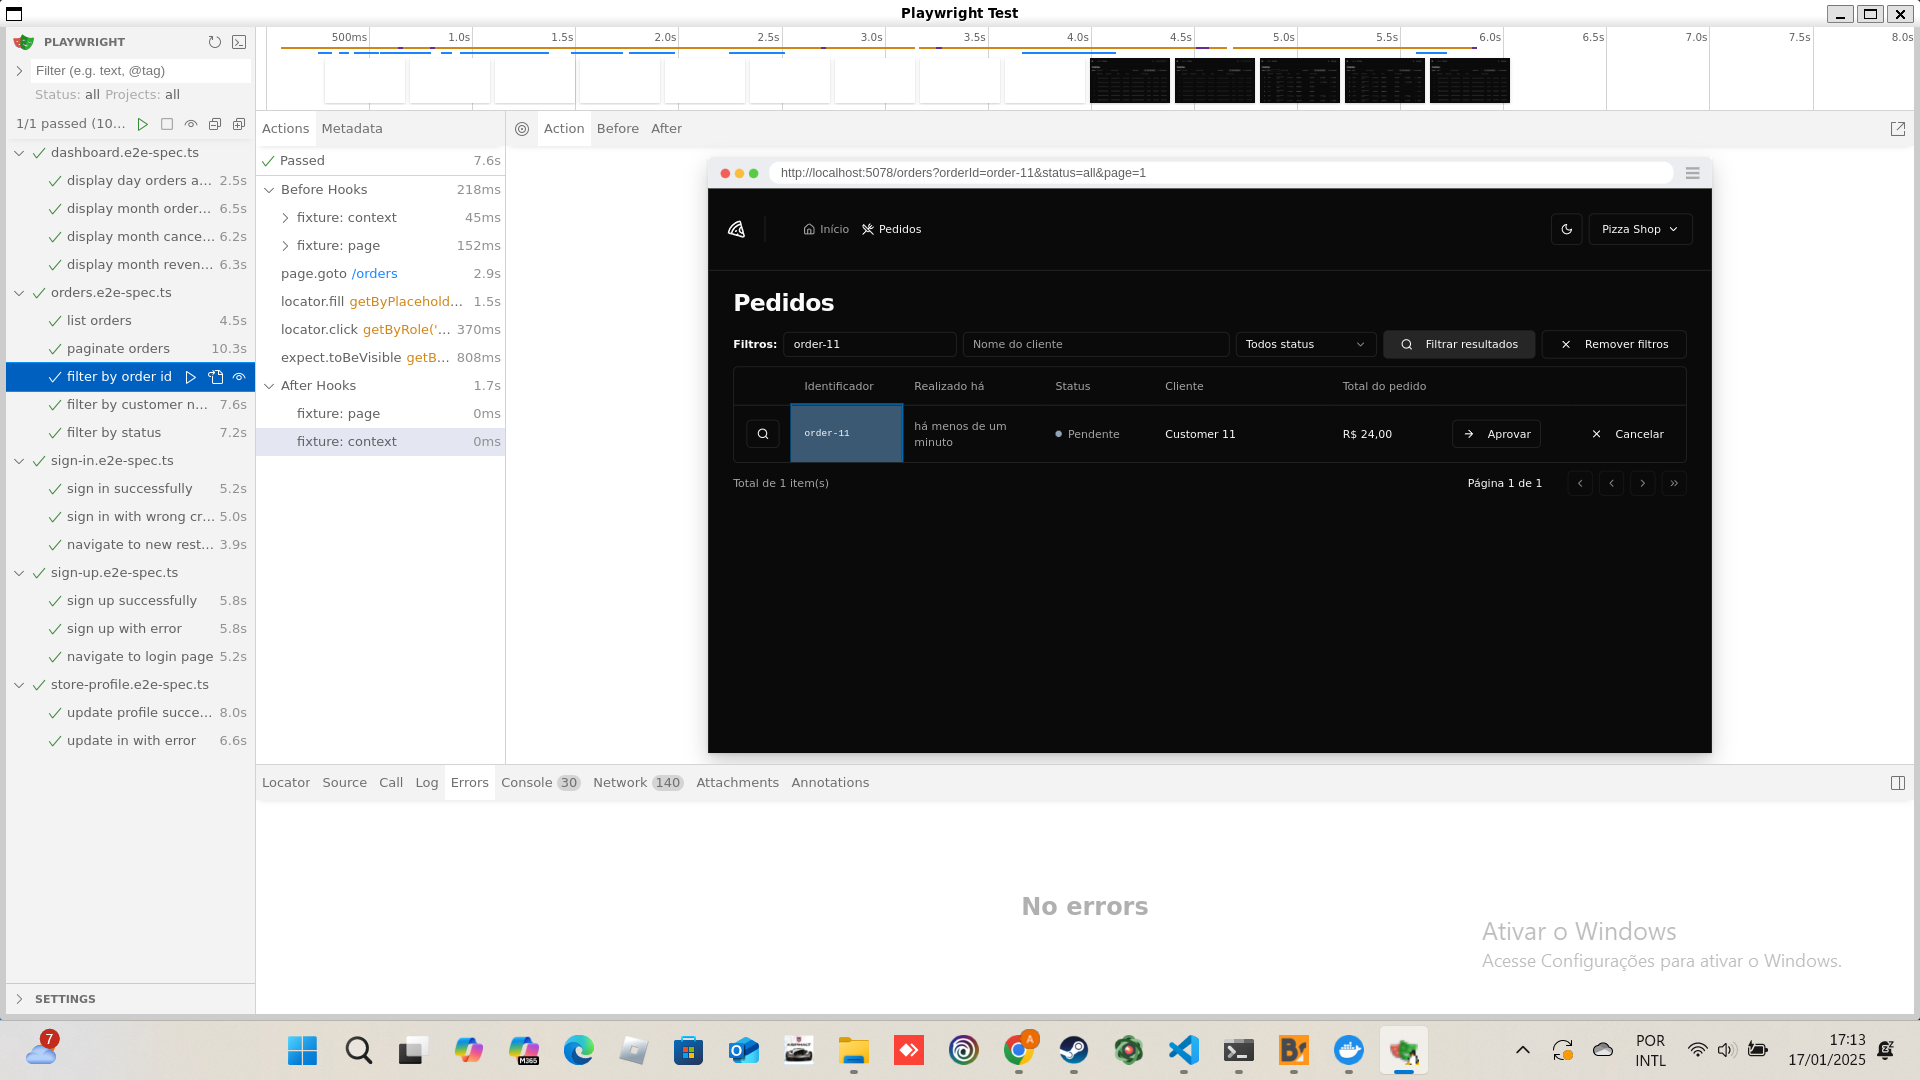 Playwright Test
PLAYWRIGHT
Filter (e.g. text, @tag)
Status: all Projects: all
1/1 passed (10...
dashboard.e2e-spec.ts
display day orders a... 2.5s
display month order... 6.5s
display month cance... 6.2s
display month reven... 6.3s
orders.e2e-spec.ts
list orders 4.5s
paginate orders 10.3s
filter by order id
filter by customer n... 7.6s
filter by status 7.2s
sign-in.e2e-spec.ts
sign in successfully 5.2s
sign in with wrong cr... 5.0s
navigate to new rest... 3.9s
sign-up.e2e-spec.ts
sign up successfully 5.8s
sign up with error 5.8s
navigate to login page 5.2s
store-profile.e2e-spec.ts
update profile succe... 8.0s
update in with error 6.6s
SETTINGS
500ms 1.0s 1.5s 2.0s 2.5s 3.0s 3.5s 4.0s 4.5s 5.0s 5.5s 6.0s 6.5s 7.0s 7.5s 8.0s
Actions Metadata
Passed 7.6s
Before Hooks 218ms
fixture: context 45ms
fixture: page 152ms
page.goto /orders 2.9s
locator.fill getByPlacehold... 1.5s
locator.click getByRole('... 370ms
expect.toBeVisible getB... 808ms
After Hooks 1.7s
fixture: page 0ms
fixture: context 0ms
Action Before After
http://localhost:5078/orders?orderId=order-11&status=all&page=1
Início Pedidos Pizza Shop
Pedidos
Filtros: order-11 Nome do cliente Todos status Filtrar resultados Remover filtros
Identificador Realizado há Status Cliente Total do pedido
order-11 há menos de um minuto Pendente Customer 11 R$ 24,00 Aprovar Cancelar
Total de 1 item(s) Página 1 de 1
Locator Source Call Log Errors Console 30 Network 140 Attachments Annotations
No errors
Ativar o Windows
Acesse Configurações para ativar o Windows.
7
M365
A
POR
INTL
17:13
17/01/2025